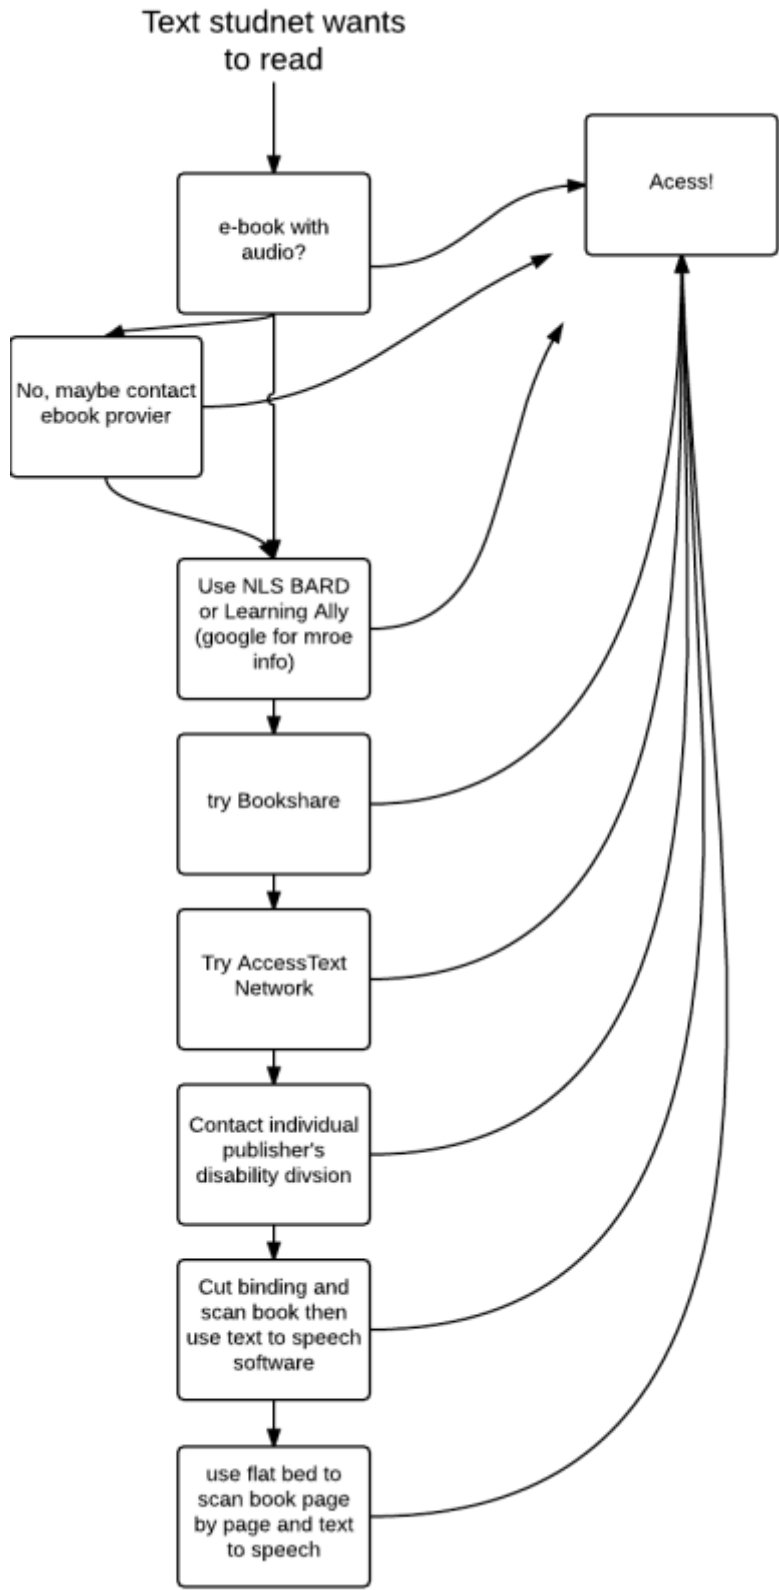 Text studnet wants
to read
Acess!
e-book with
audio?
No, maybe contact
ebook provier
Use NLS BARD
or Learning Ally
(google for mroe
info)
try Bookshare
Try AccessText
Network
Contact individual
publisher's
disability divsion
Cut binding and
scan book then
use text to speech
software
use flat bed to
scan book page
by page and text
to speech